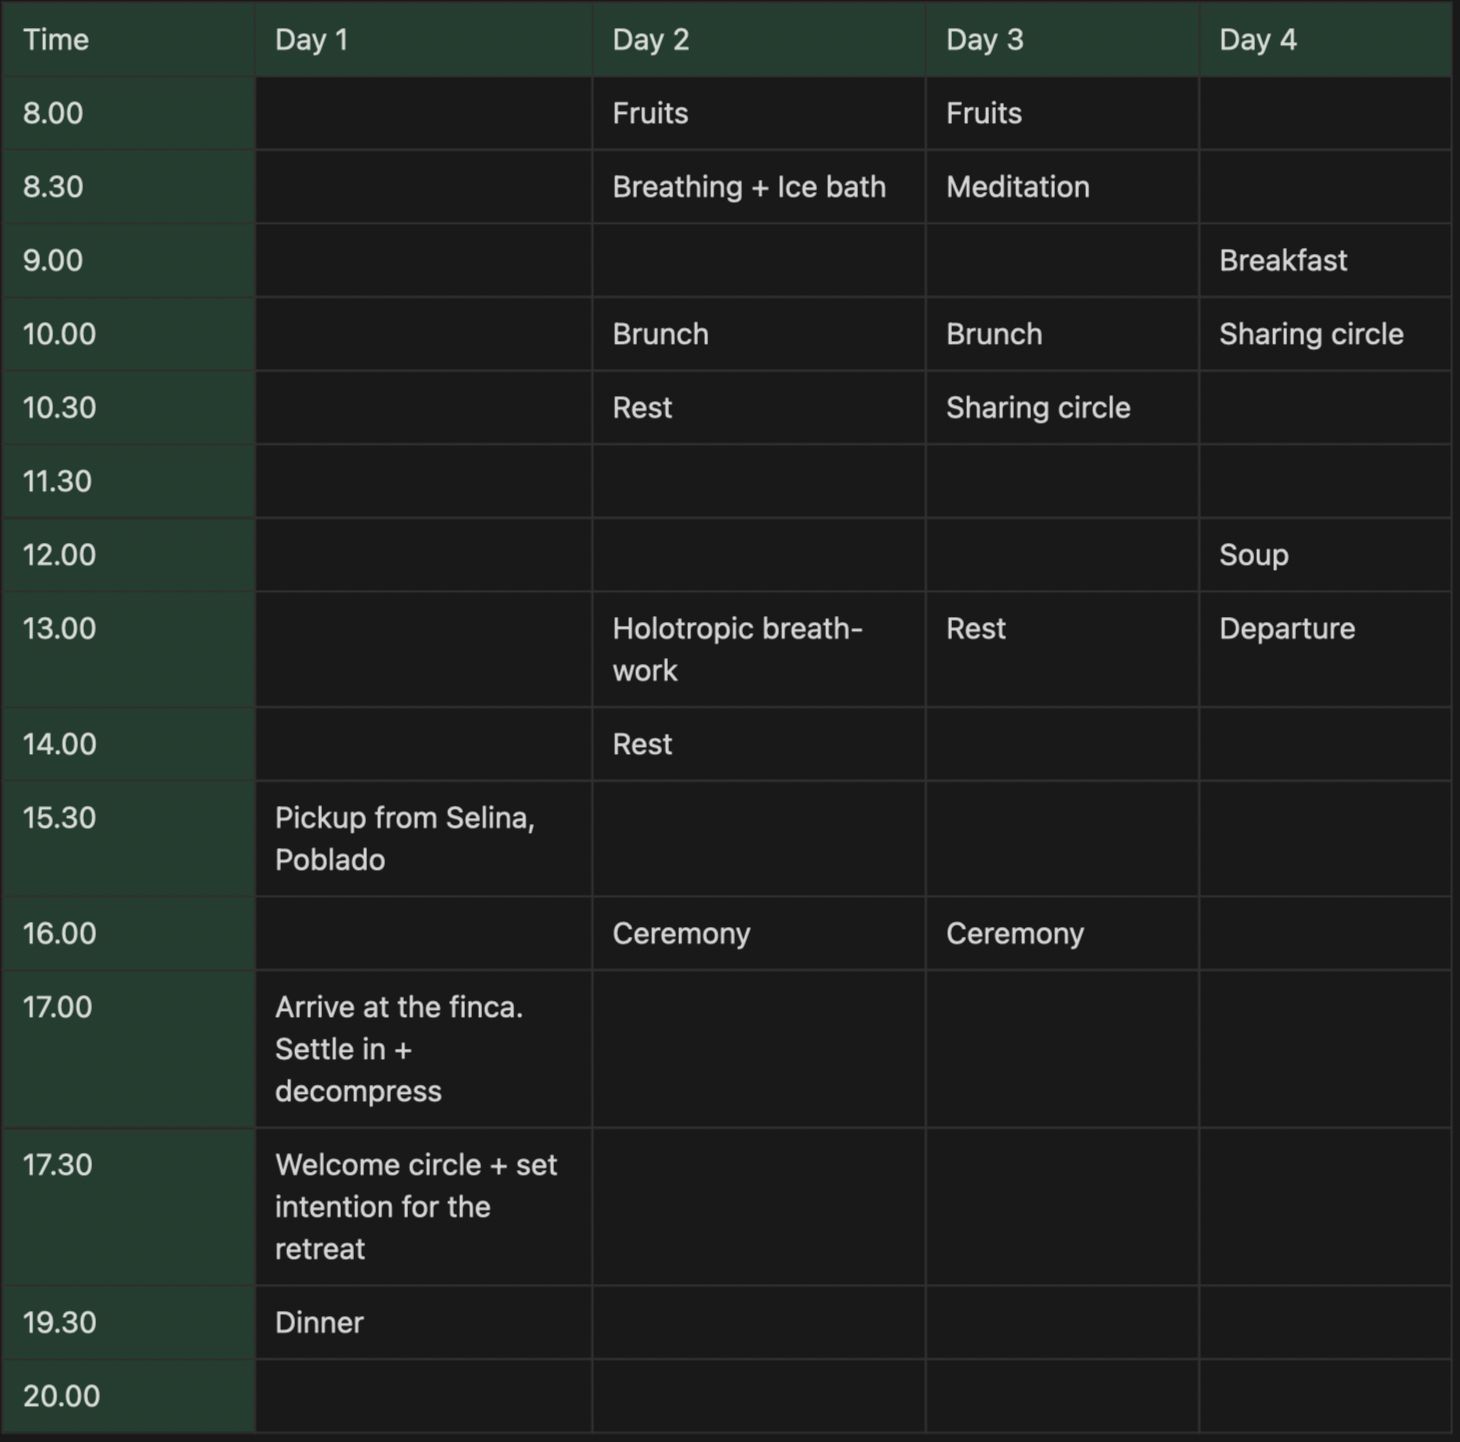 Time Day 1 Day 2 Day 3 Day 4
8.00 Fruits Fruits
8.30 Breathing + Ice bath Meditation
9.00 Breakfast
10.00 Brunch Brunch Sharing circle
10.30 Rest Sharing circle
11.30
12.00 Soup
13.00 Holotropic breath- Rest Departure
work
14.00 Rest
15.30 Pickup from Selina,
Poblado
16.00 Ceremony Ceremony
17.00 Arrive at the finca.
Settle in +
decompress
17.30 Welcome circle + set
intention for the
retreat
19.30 Dinner
20.00